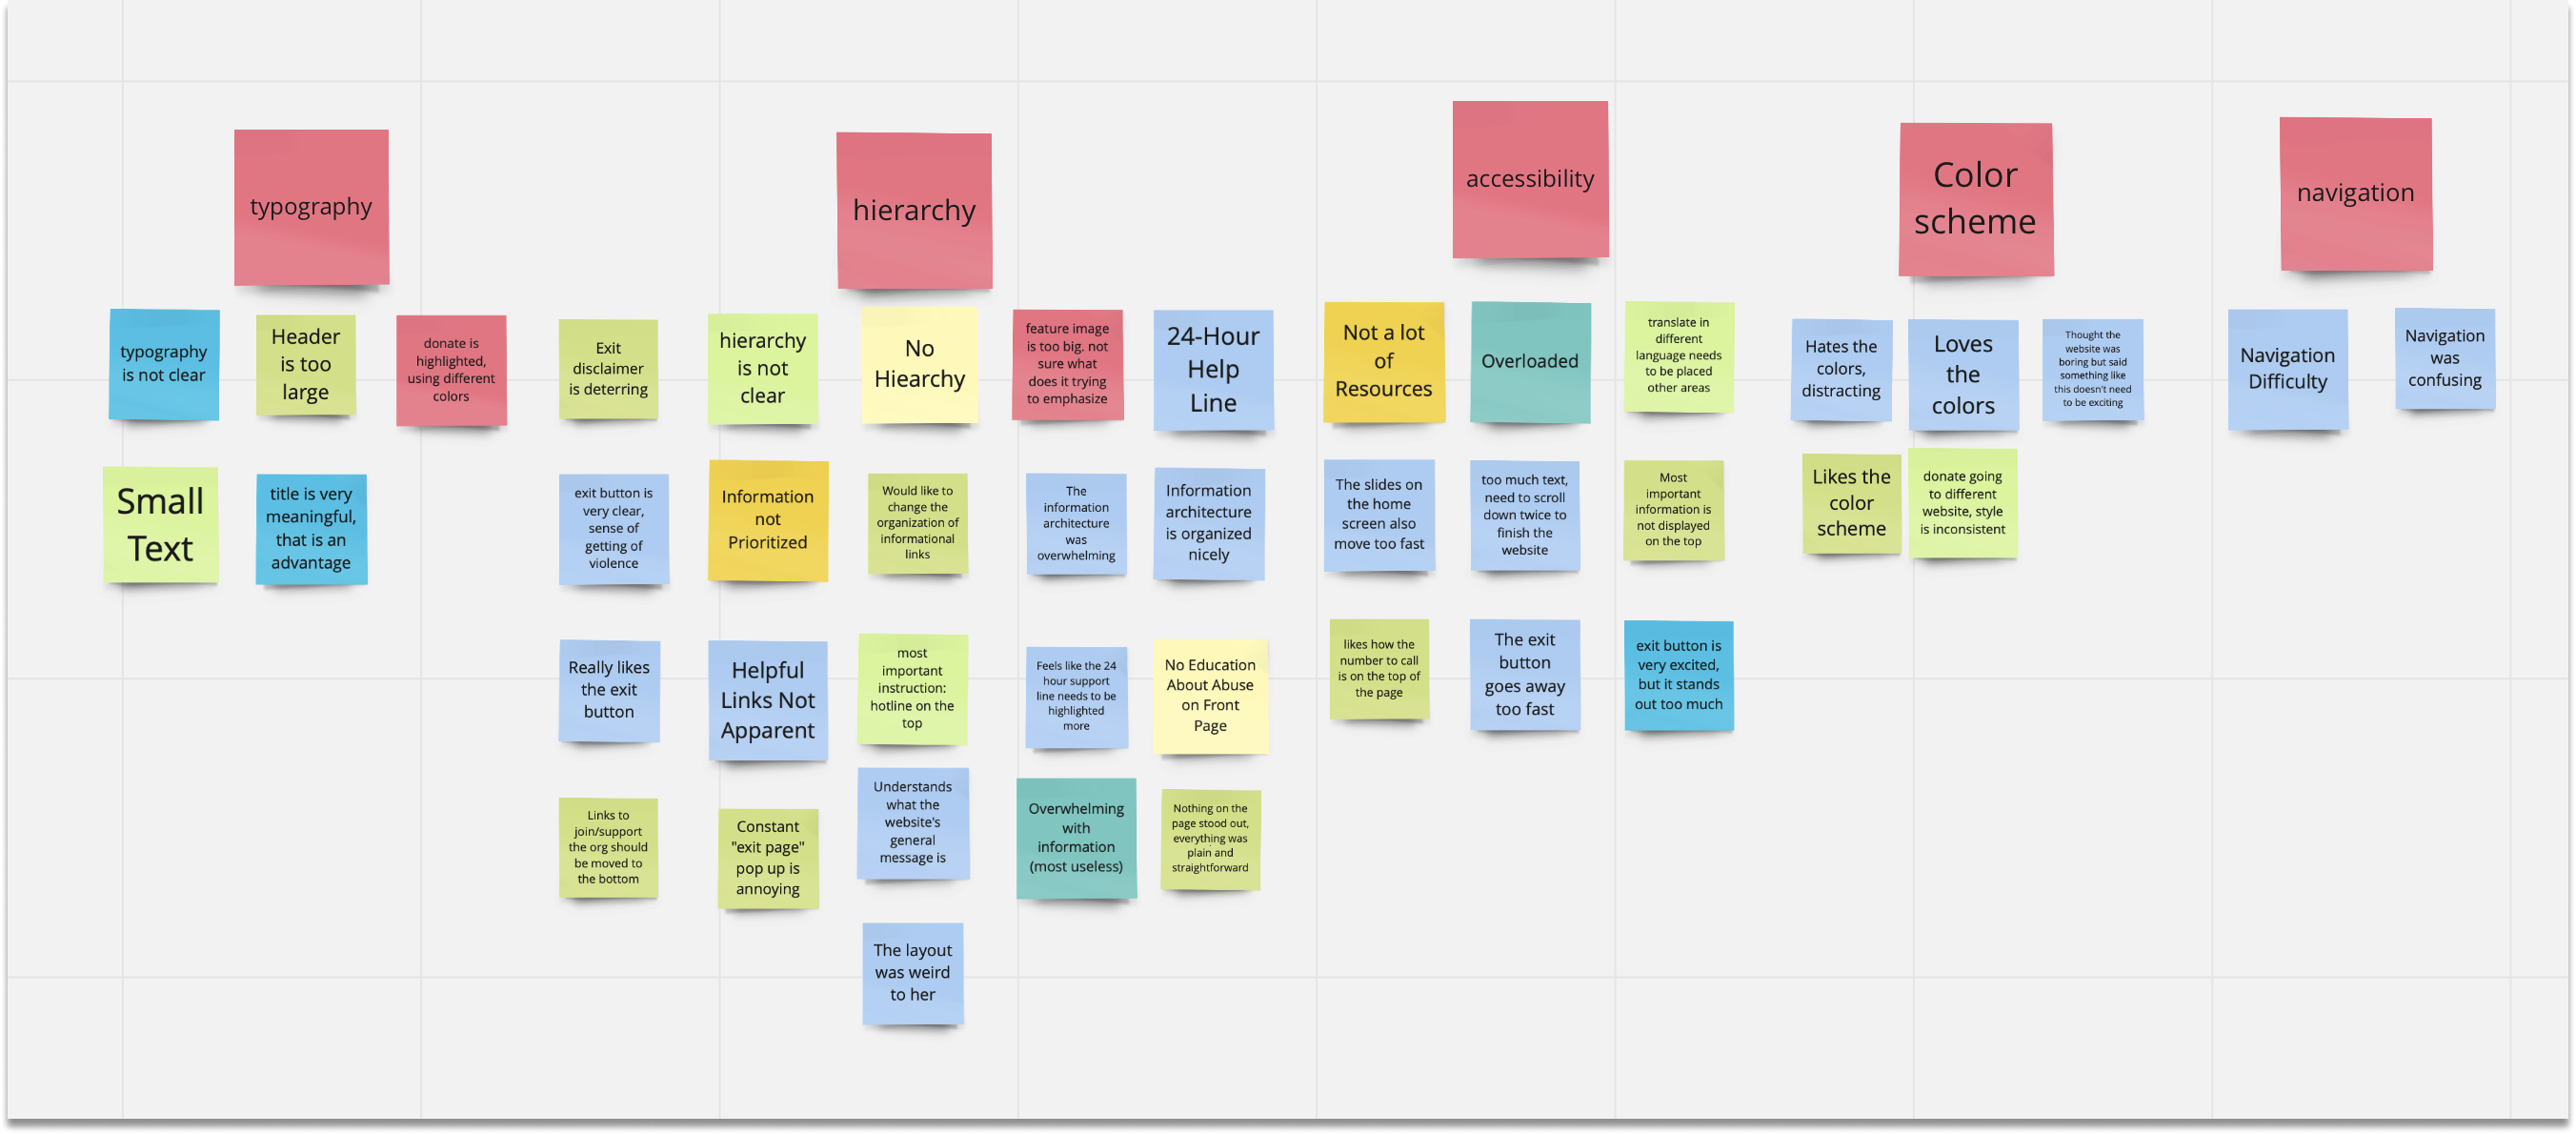 typography
hierarchy
accessibility
Color
scheme
navigation
typography
is not clear
Header
is too
large
donate is
highlighted,
using different
colors
Exit
disclaimer
is deterring
hierarchy
is not
clear
No
Hiearchy
feature image
is too big. not
sure what
does it trying
to emphasize
24-Hour
Help
Line
Not a lot
of
Resources
Overloaded
translate in
different
language needs
to be placed
other areas
Hates the
colors,
distracting
Loves
the
colors
Thought the
website was
boring but said
something like
this doesn't need
to be exciting
Navigation
Difficulty
Navigation
was
confusing
Small
Text
title is very
meaningful,
that is an
advantage
exit button is
very clear,
sense of
getting of
violence
Information
not
Prioritized
Would like to
change the
organization of
informational
links
The
information
architecture
was
overwhelming
Information
architecture
is organized
nicely
The slides on
the home
screen also
move too fast
too much text,
need to scroll
down twice to
finish the
website
Most
important
information is
not displayed
on the top
Likes the
color
scheme
donate going
to different
website, style
is inconsistent
Really likes
the exit
button
Helpful
Links Not
Apparent
most
important
instruction:
hotline on the
top
Feels like the 24
hour support
line needs to be
highlighted
more
No Education
About Abuse
on Front
Page
likes how the
number to call
is on the top of
the page
The exit
button
goes away
too fast
exit button is
very excited,
but it stands
out too much
Links to
join/support
the org should
be moved to
the bottom
Constant
"exit page"
pop up is
annoying
Understands
what the
website's
general
message is
Overwhelming
with
information
(most useless)
Nothing on the
page stood out,
everything was
plain and
straightforward
The layout
was weird
to her